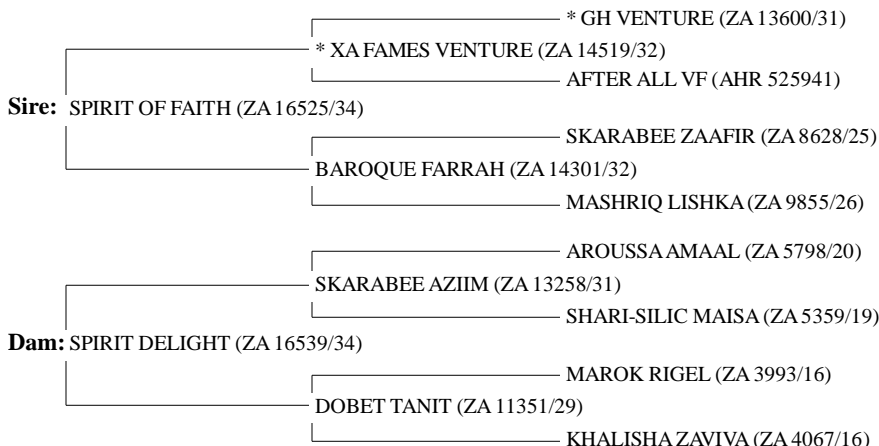 * GH VENTURE (ZA 13600/31)
* XA FAMES VENTURE (ZA 14519/32)
AFTER ALL VF (AHR 525941)
Sire: SPIRIT OF FAITH (ZA 16525/34)
SKARABEE ZAAFIR (ZA 8628/25)
BAROQUE FARRAH (ZA 14301/32)
MASHRIQ LISHKA (ZA 9855/26)
AROUSSA AMAAL (ZA 5798/20)
SKARABEE AZIIM (ZA 13258/31)
SHARI-SILIC MAISA (ZA 5359/19)
Dam: SPIRIT DELIGHT (ZA 16539/34)
MAROK RIGEL (ZA 3993/16)
DOBET TANIT (ZA 11351/29)
KHALISHA ZAVIVA (ZA 4067/16)